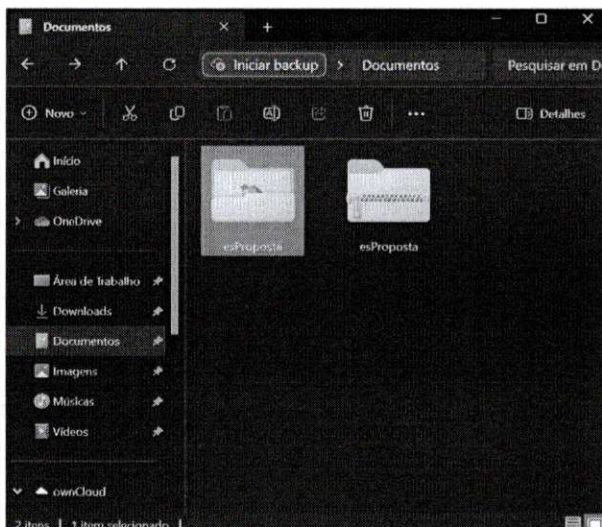 Documentos
Iniciar backup > Documentos Pesquisar em D
Novo Detalhes
Início
Galeria
OneDrive
Área de Trabalho
Downloads
Documentos
Imagens
Músicas
Vídeos
ownCloud
esProposta esProposta
2 itens 1 item selecionado